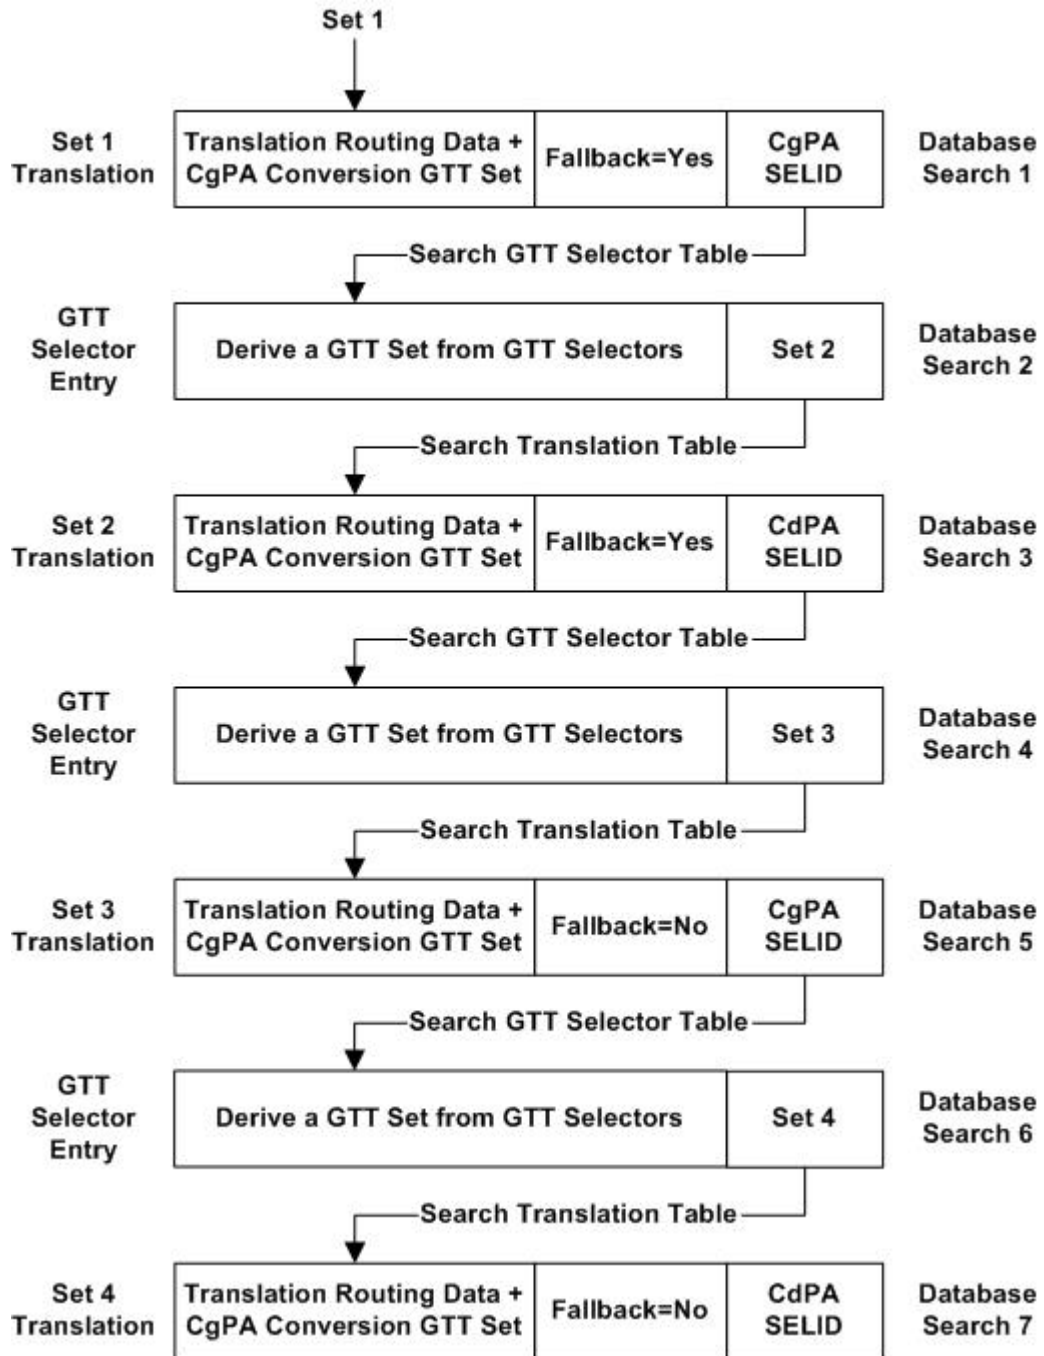 Set 1
Set 1
Translation
Translation Routing Data +
CgPA Conversion GTT Set
Fallback=Yes
CgPA
SELID
Database
Search 1
Search GTT Selector Table
GTT
Selector
Entry
Derive a GTT Set from GTT Selectors
Set 2
Database
Search 2
Search Translation Table
Set 2
Translation
Translation Routing Data +
CgPA Conversion GTT Set
Fallback=Yes
CdPA
SELID
Database
Search 3
Search GTT Selector Table
GTT
Selector
Entry
Derive a GTT Set from GTT Selectors
Set 3
Database
Search 4
Search Translation Table
Set 3
Translation
Translation Routing Data +
CgPA Conversion GTT Set
Fallback=No
CgPA
SELID
Database
Search 5
Search GTT Selector Table
GTT
Selector
Entry
Derive a GTT Set from GTT Selectors
Set 4
Database
Search 6
Search Translation Table
Set 4
Translation
Translation Routing Data +
CgPA Conversion GTT Set
Fallback=No
CdPA
SELID
Database
Search 7